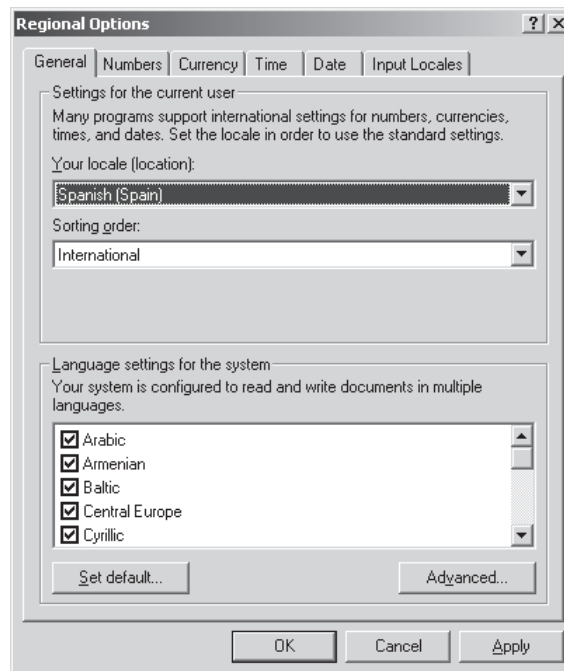 Regional Options
General Numbers Currency Time Date Input Locales
Settings for the current user
Many programs support international settings for numbers, currencies,
times, and dates. Set the locale in order to use the standard settings.
Your locale (location):
Spanish (Spain)
Sorting order:
International
Language settings for the system
Your system is configured to read and write documents in multiple
languages.
Arabic
Armenian
Baltic
Central Europe
Cyrillic
Set default... Advanced...
OK Cancel Apply